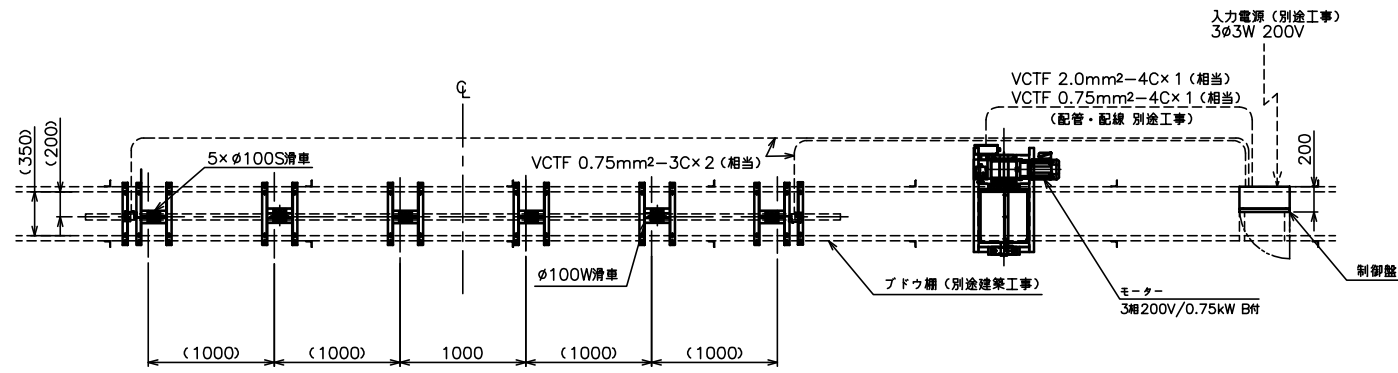 入力電源（別途工事）
3φ3W 200V
VCTF 2.0mm²−4C×1（相当）
VCTF 0.75mm²−4C×1（相当）
（配管・配線 別途工事）
℄
(350)
(200)
5×φ100S滑車
VCTF 0.75mm²−3C×2（相当）
200
φ100W滑車
ブドウ棚（別途建築工事）
モーター
3相200V/0.75kW B付
制御盤
(1000)
(1000)
1000
(1000)
(1000)